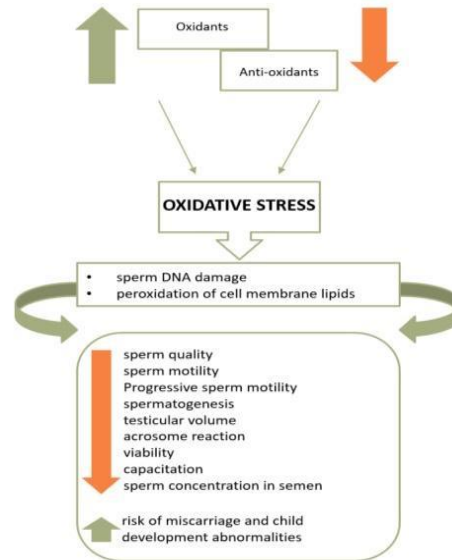 Oxidants
Anti-oxidants
OXIDATIVE STRESS
• sperm DNA damage
• peroxidation of cell membrane lipids
sperm quality
sperm motility
Progressive sperm motility
spermatogenesis
testicular volume
acrosome reaction
viability
capacitation
sperm concentration in semen
risk of miscarriage and child
development abnormalities